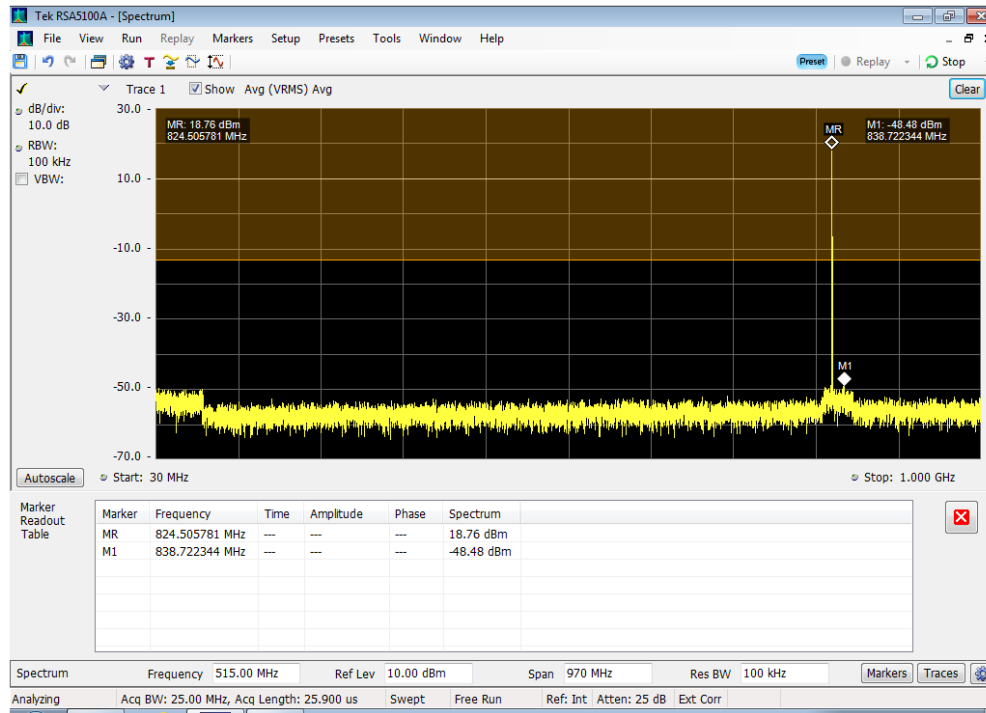 Tek RSA5100A - [Spectrum]
File View Run Replay Markers Setup Presets Tools Window Help
T Preset Replay Stop
Trace 1 Show Avg (VRMS) Avg Clear
dB/div:
10.0 dB
RBW:
100 kHz
VBW:
30.0 -
10.0 -
-10.0 -
-30.0 -
-50.0 -
-70.0 -
MR: 18.76 dBm
824.505781 MHz
MR
M1: -48.48 dBm
838.722344 MHz
M1
Autoscale Start: 30 MHz Stop: 1.000 GHz
Marker
Readout
Table
Marker Frequency Time Amplitude Phase Spectrum
MR 824.505781 MHz --- --- --- 18.76 dBm
M1 838.722344 MHz --- --- --- -48.48 dBm
Spectrum Frequency 515.00 MHz Ref Lev 10.00 dBm Span 970 MHz Res BW 100 kHz Markers Traces
Analyzing Acq BW: 25.00 MHz, Acq Length: 25.900 us Swept Free Run Ref: Int Atten: 25 dB Ext Corr